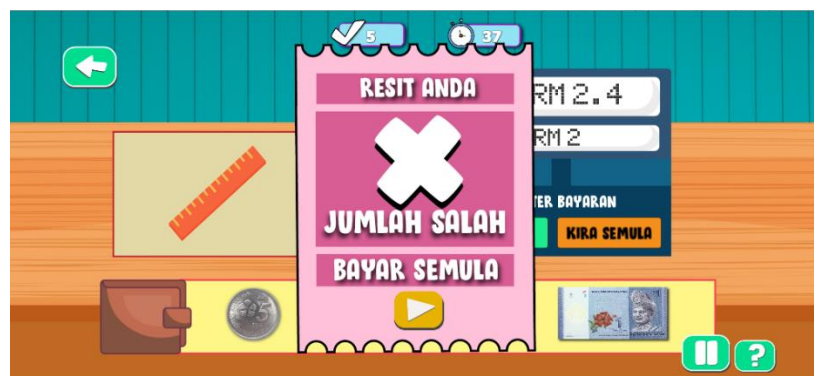 5
37
RESIT ANDA
RM 2.4
RM 2
JUMLAH SALAH
BAYAR SEMULA
KIRA SEMULA
?